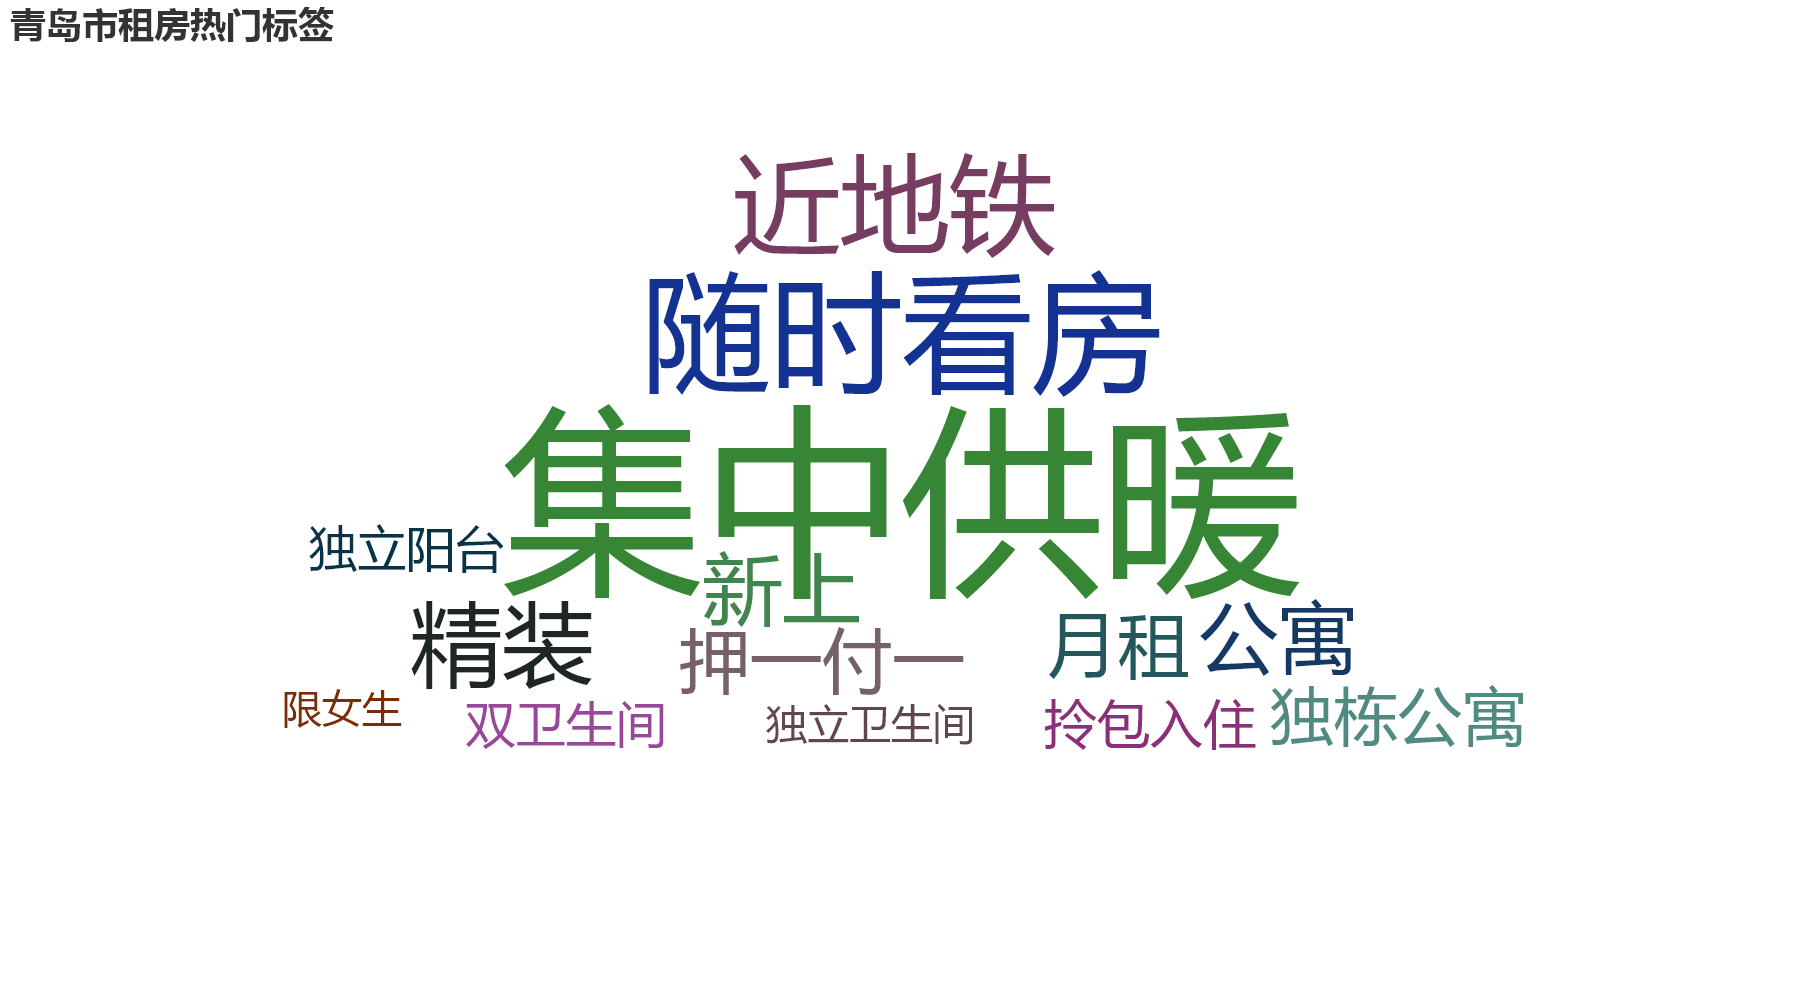 青岛市租房热门标签
近地铁
随时看房
集中供暖
独立阳台
新上
精装
押一付一
月租
公寓
限女生
双卫生间
独立卫生间
拎包入住
独栋公寓